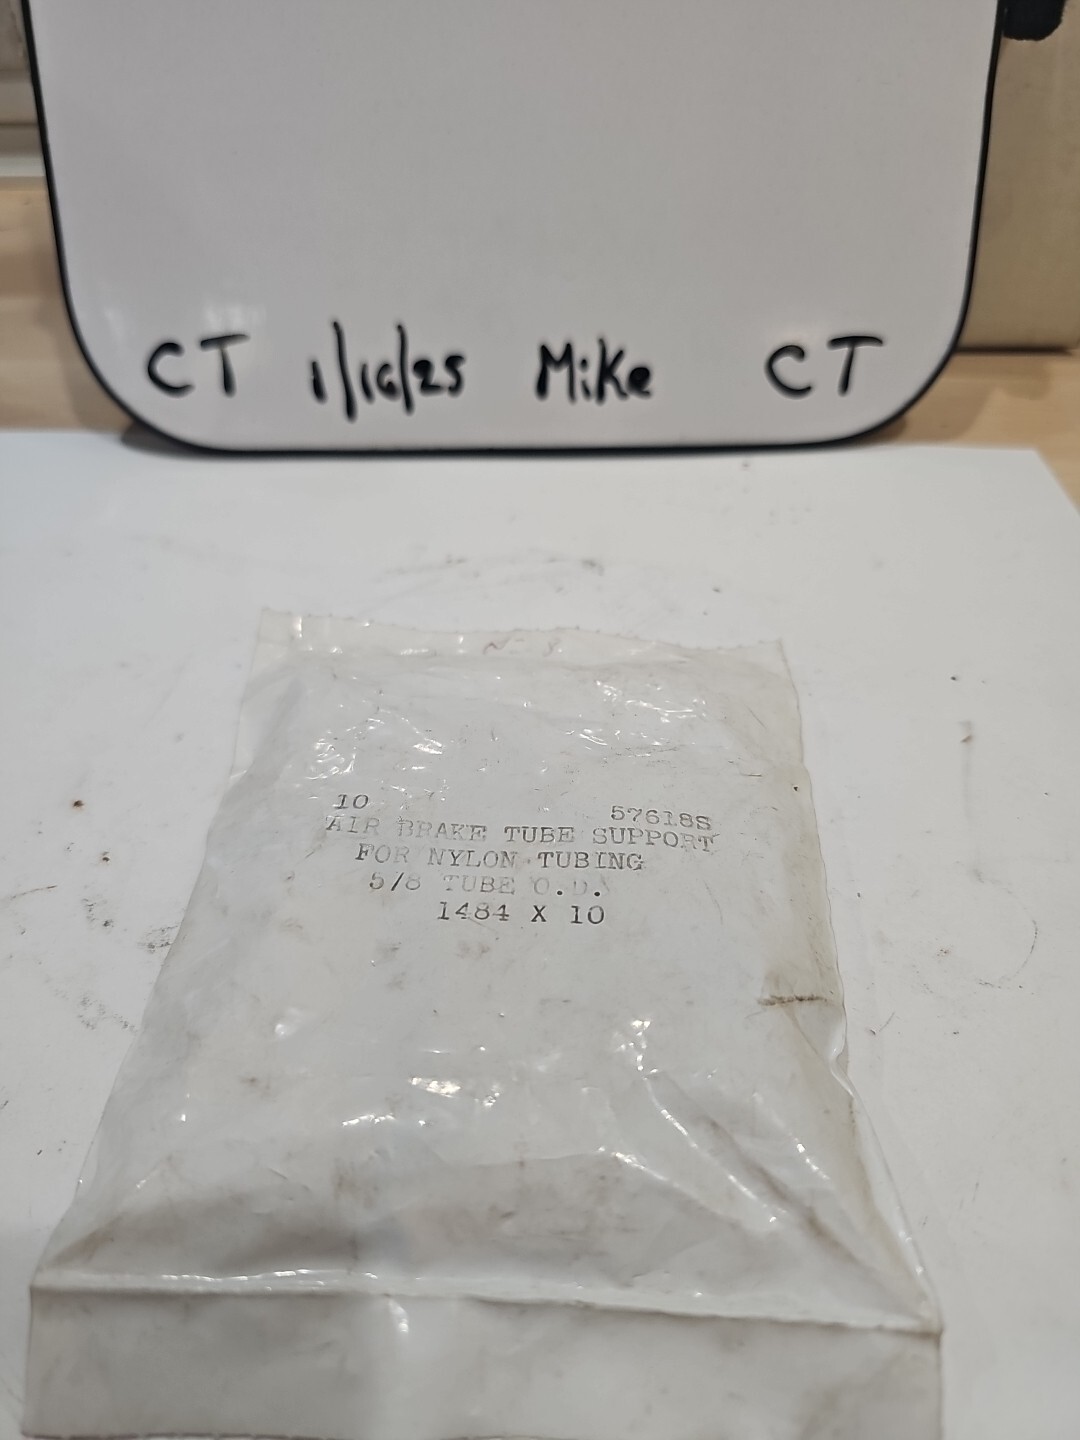 CT 1/16/25 Mike CT
10 57618S
AIR BRAKE TUBE SUPPORT
FOR NYLON TUBING
5/8 TUBE O.D.
1484 X 10